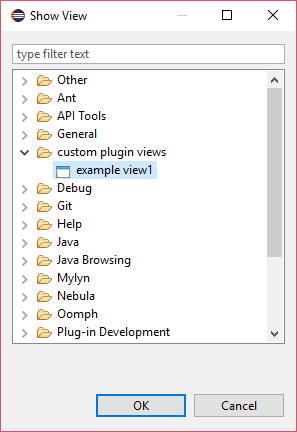 Show View
type filter text
Other
Ant
API Tools
General
custom plugin views
example view1
Debug
Git
Help
Java
Java Browsing
Mylyn
Nebula
Oomph
Plug-in Development
OK
Cancel